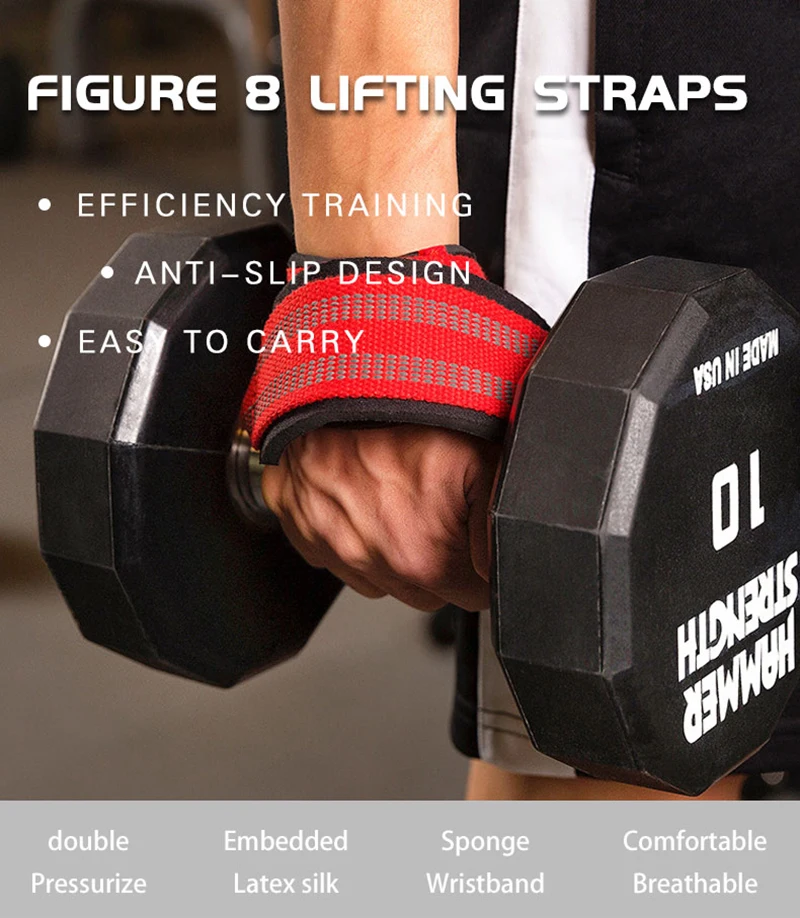 FIGURE 8 LIFTING STRAPS
• EFFICIENCY TRAINING
• ANTI-SLIP DESIGN
• EASY TO CARRY
MADE IN USA
10
HAMMER
STRENGTH
double Embedded Sponge Comfortable
Pressurize Latex silk Wristband Breathable